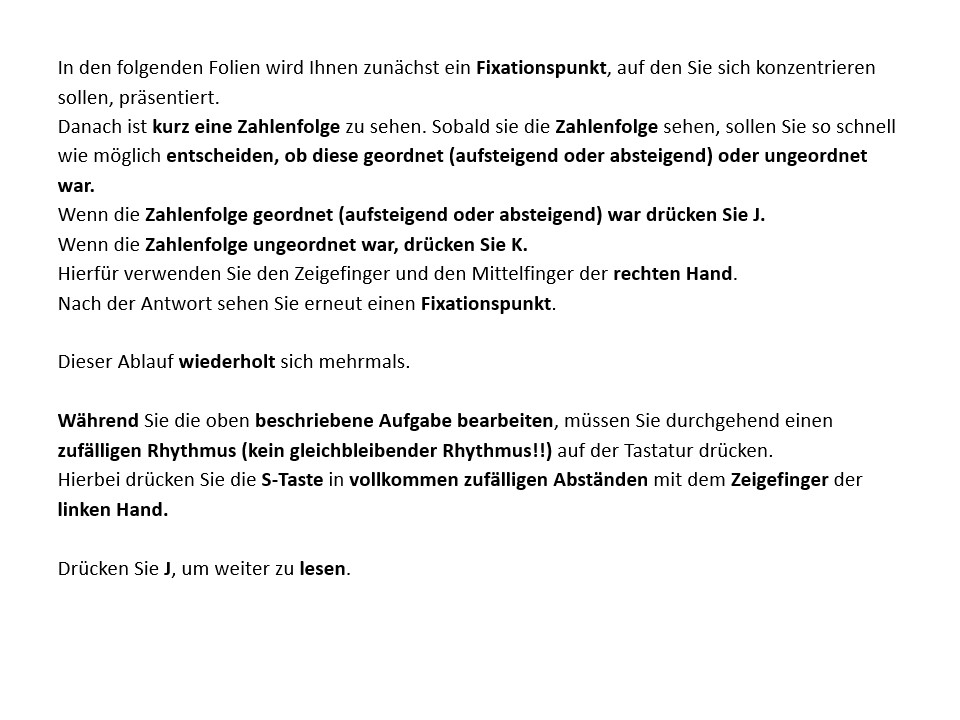 In den folgenden Folien wird Ihnen zunächst ein Fixationspunkt, auf den Sie sich konzentrieren
sollen, präsentiert.
Danach ist kurz eine Zahlenfolge zu sehen. Sobald sie die Zahlenfolge sehen, sollen Sie so schnell
wie möglich entscheiden, ob diese geordnet (aufsteigend oder absteigend) oder ungeordnet
war.
Wenn die Zahlenfolge geordnet (aufsteigend oder absteigend) war drücken Sie J.
Wenn die Zahlenfolge ungeordnet war, drücken Sie K.
Hierfür verwenden Sie den Zeigefinger und den Mittelfinger der rechten Hand.
Nach der Antwort sehen Sie erneut einen Fixationspunkt.
Dieser Ablauf wiederholt sich mehrmals.
Während Sie die oben beschriebene Aufgabe bearbeiten, müssen Sie durchgehend einen
zufälligen Rhythmus (kein gleichbleibender Rhythmus!!) auf der Tastatur drücken.
Hierbei drücken Sie die S-Taste in vollkommen zufälligen Abständen mit dem Zeigefinger der
linken Hand.
Drücken Sie J, um weiter zu lesen.